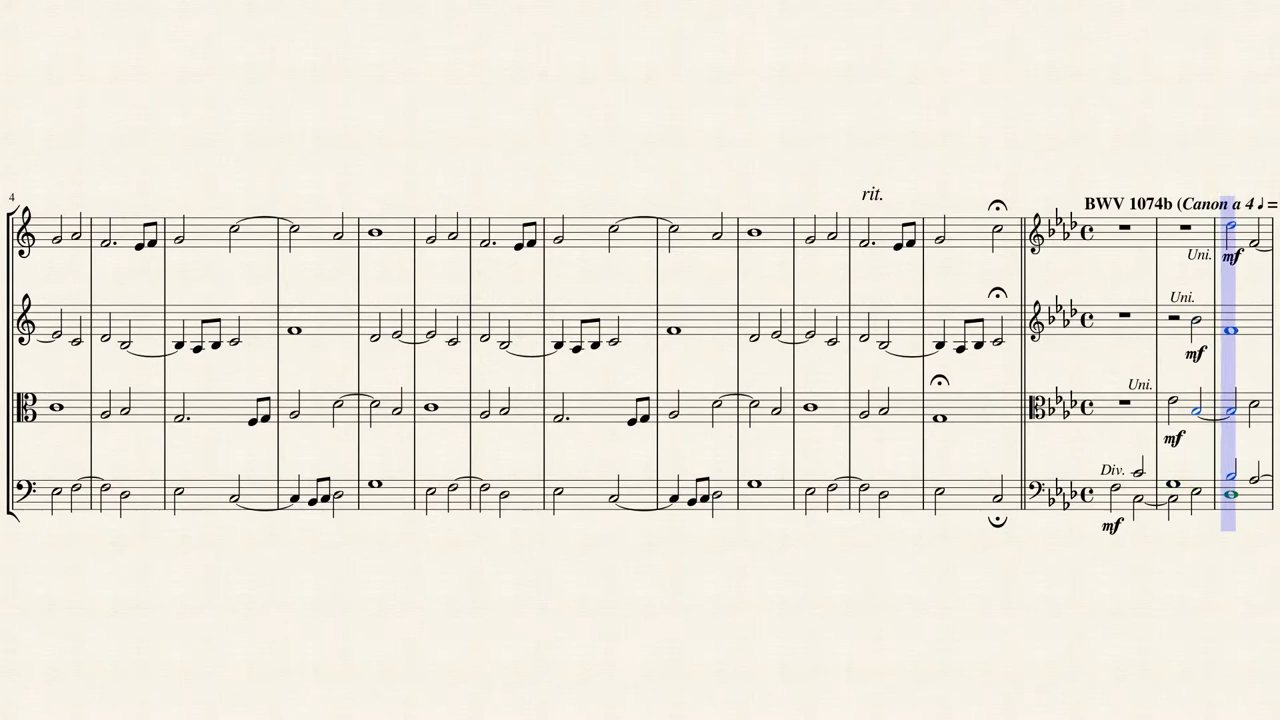 4
rit.
BWV 1074b (Canon a 4 ♩ =
Uni. mf
Uni.
mf
Uni.
mf
Div.
mf